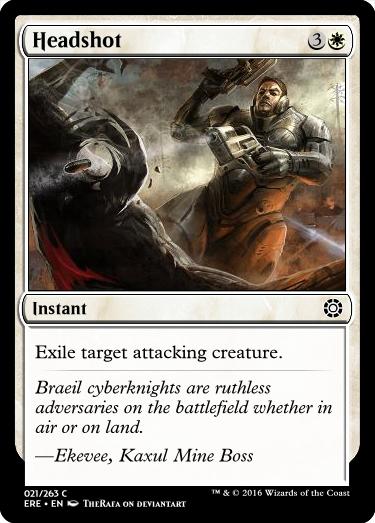 Headshot 3
Instant
Exile target attacking creature.
Braeil cyberknights are ruthless
adversaries on the battlefield whether in
air or on land.
—Ekevee, Kaxul Mine Boss
021/263 C
ERE • EN TheRafa on deviantart
™ & © 2016 Wizards of the Coast